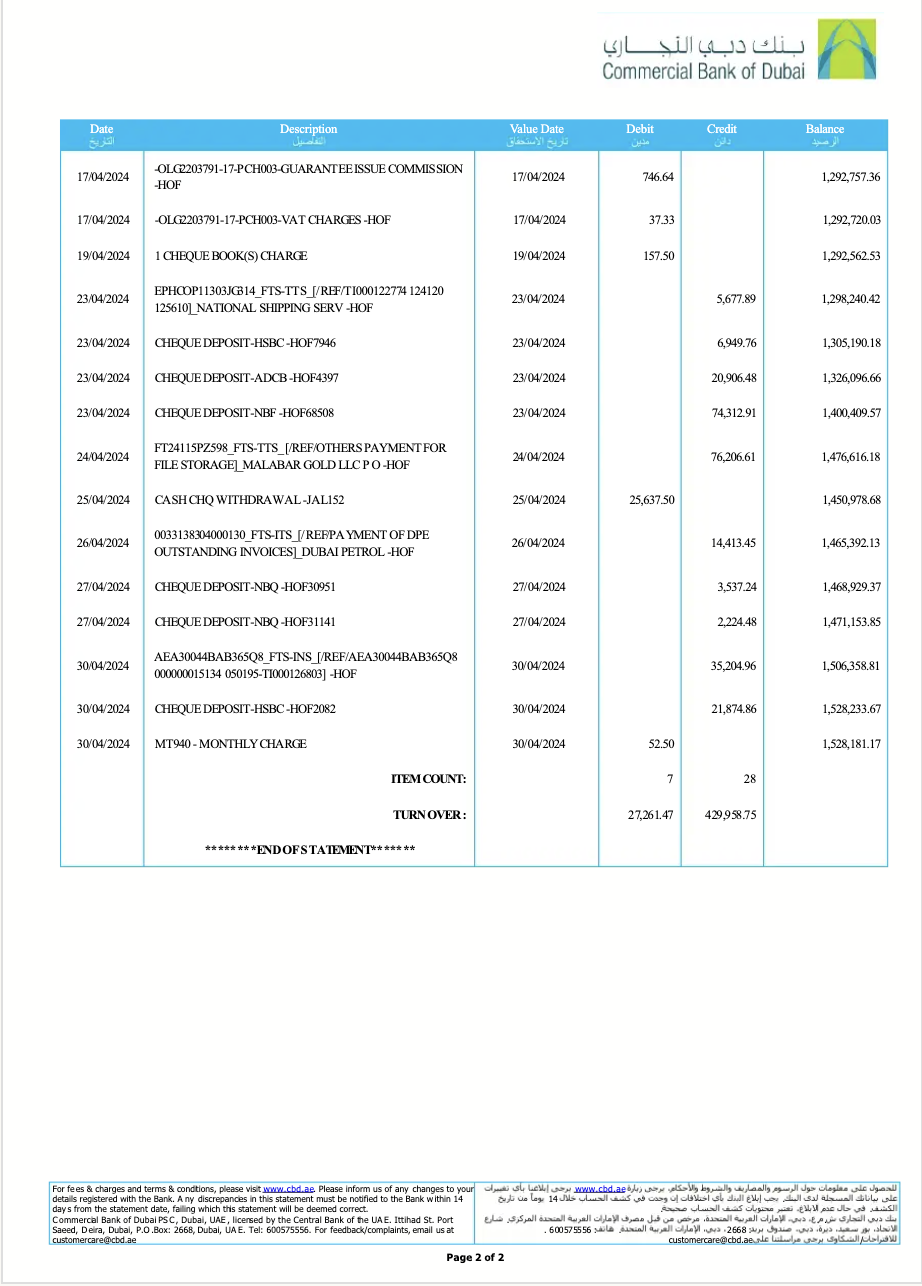 بنك دبي التجاري
Commercial Bank of Dubai
Date Description Value Date Debit Credit Balance
التاريخ التفاصيل تاريخ الاستحقاق مدين دائن الرصيد
17/04/2024 -OLG2203791-17-PCH003-GUARANTEE ISSUE COMMISSION 17/04/2024 746.64 1,292,757.36
-HOF
17/04/2024 -OLG2203791-17-PCH003-VAT CHARGES -HOF 17/04/2024 37.33 1,292,720.03
19/04/2024 1 CHEQUE BOOK(S) CHARGE 19/04/2024 157.50 1,292,562.53
23/04/2024 EPHCOP11303JGB14_FTS-TTS_[/REF/TI000122774 124120 23/04/2024 5,677.89 1,298,240.42
125610]_NATIONAL SHIPPING SERV -HOF
23/04/2024 CHEQUE DEPOSIT-HSBC -HOF7946 23/04/2024 6,949.76 1,305,190.18
23/04/2024 CHEQUE DEPOSIT-ADCB -HOF4397 23/04/2024 20,906.48 1,326,096.66
23/04/2024 CHEQUE DEPOSIT-NBF -HOF68508 23/04/2024 74,312.91 1,400,409.57
24/04/2024 FT24115PZ598_FTS-TTS_[/REF/OTHERS PAYMENT FOR 24/04/2024 76,206.61 1,476,616.18
FILE STORAGE]_MALABAR GOLD LLC P O -HOF
25/04/2024 CASH CHQ WITHDRAWAL -JAL152 25/04/2024 25,637.50 1,450,978.68
26/04/2024 0033138304000130_FTS-ITS_[/REF/PAYMENT OF DPE 26/04/2024 14,413.45 1,465,392.13
OUTSTANDING INVOICES]_DUBAI PETROL -HOF
27/04/2024 CHEQUE DEPOSIT-NBQ -HOF30951 27/04/2024 3,537.24 1,468,929.37
27/04/2024 CHEQUE DEPOSIT-NBQ -HOF31141 27/04/2024 2,224.48 1,471,153.85
30/04/2024 AEA30044BAB365Q8_FTS-INS_[/REF/AEA30044BAB365Q8 30/04/2024 35,204.96 1,506,358.81
000000015134 050195-TI000126803] -HOF
30/04/2024 CHEQUE DEPOSIT-HSBC -HOF2082 30/04/2024 21,874.86 1,528,233.67
30/04/2024 MT940 - MONTHLY CHARGE 30/04/2024 52.50 1,528,181.17
ITEM COUNT: 7 28
TURN OVER : 27,261.47 429,958.75
********END OF STATEMENT*******
For fees & charges and terms & conditions, please visit www.cbd.ae. Please inform us of any changes to your
details registered with the Bank. Any discrepancies in this statement must be notified to the Bank within 14
days from the statement date, failing which this statement will be deemed correct.
Commercial Bank of Dubai PSC, Dubai, UAE, licensed by the Central Bank of the UAE. Ittihad St. Port
Saeed, Deira, Dubai, P.O.Box: 2668, Dubai, UAE. Tel: 600575556. For feedback/complaints, email us at
customercare@cbd.ae
للحصول على معلومات حول الرسوم والمصاريف والشروط والأحكام، يرجى زيارة www.cbd.ae يرجى إبلاغنا بأي تغييرات
على بياناتك المسجلة لدى البنك. يجب إبلاغ البنك بأي اختلافات إن وجدت في كشف الحساب خلال 14 يوماً من تاريخ
الكشف. في حال عدم الابلاغ، تعتبر محتويات كشف الحساب صحيحة.
بنك دبي التجاري ش.م.ع، دبي، الإمارات العربية المتحدة، مرخص من قبل مصرف الإمارات العربية المتحدة المركزي. شارع
الاتحاد، بور سعيد، ديرة، دبي، صندوق بريد: 2668، دبي، الإمارات العربية المتحدة. هاتف: 600575556 .
للاقتراحات/الشكاوى يرجى مراسلتنا على customercare@cbd.ae
Page 2 of 2